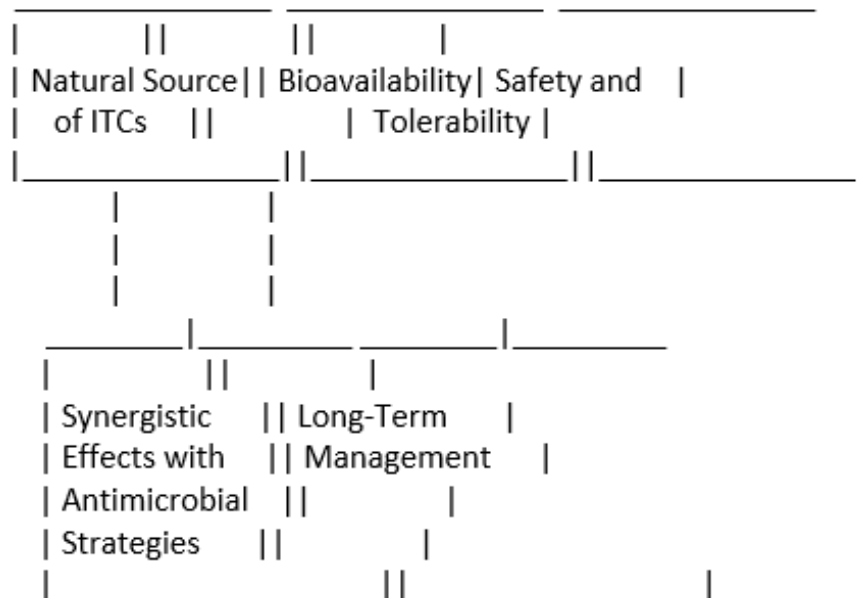 | Natural Source|| Bioavailability| Safety and |
| of ITCs || | Tolerability |
| Synergistic || Long-Term |
| Effects with || Management |
| Antimicrobial || |
| Strategies || |